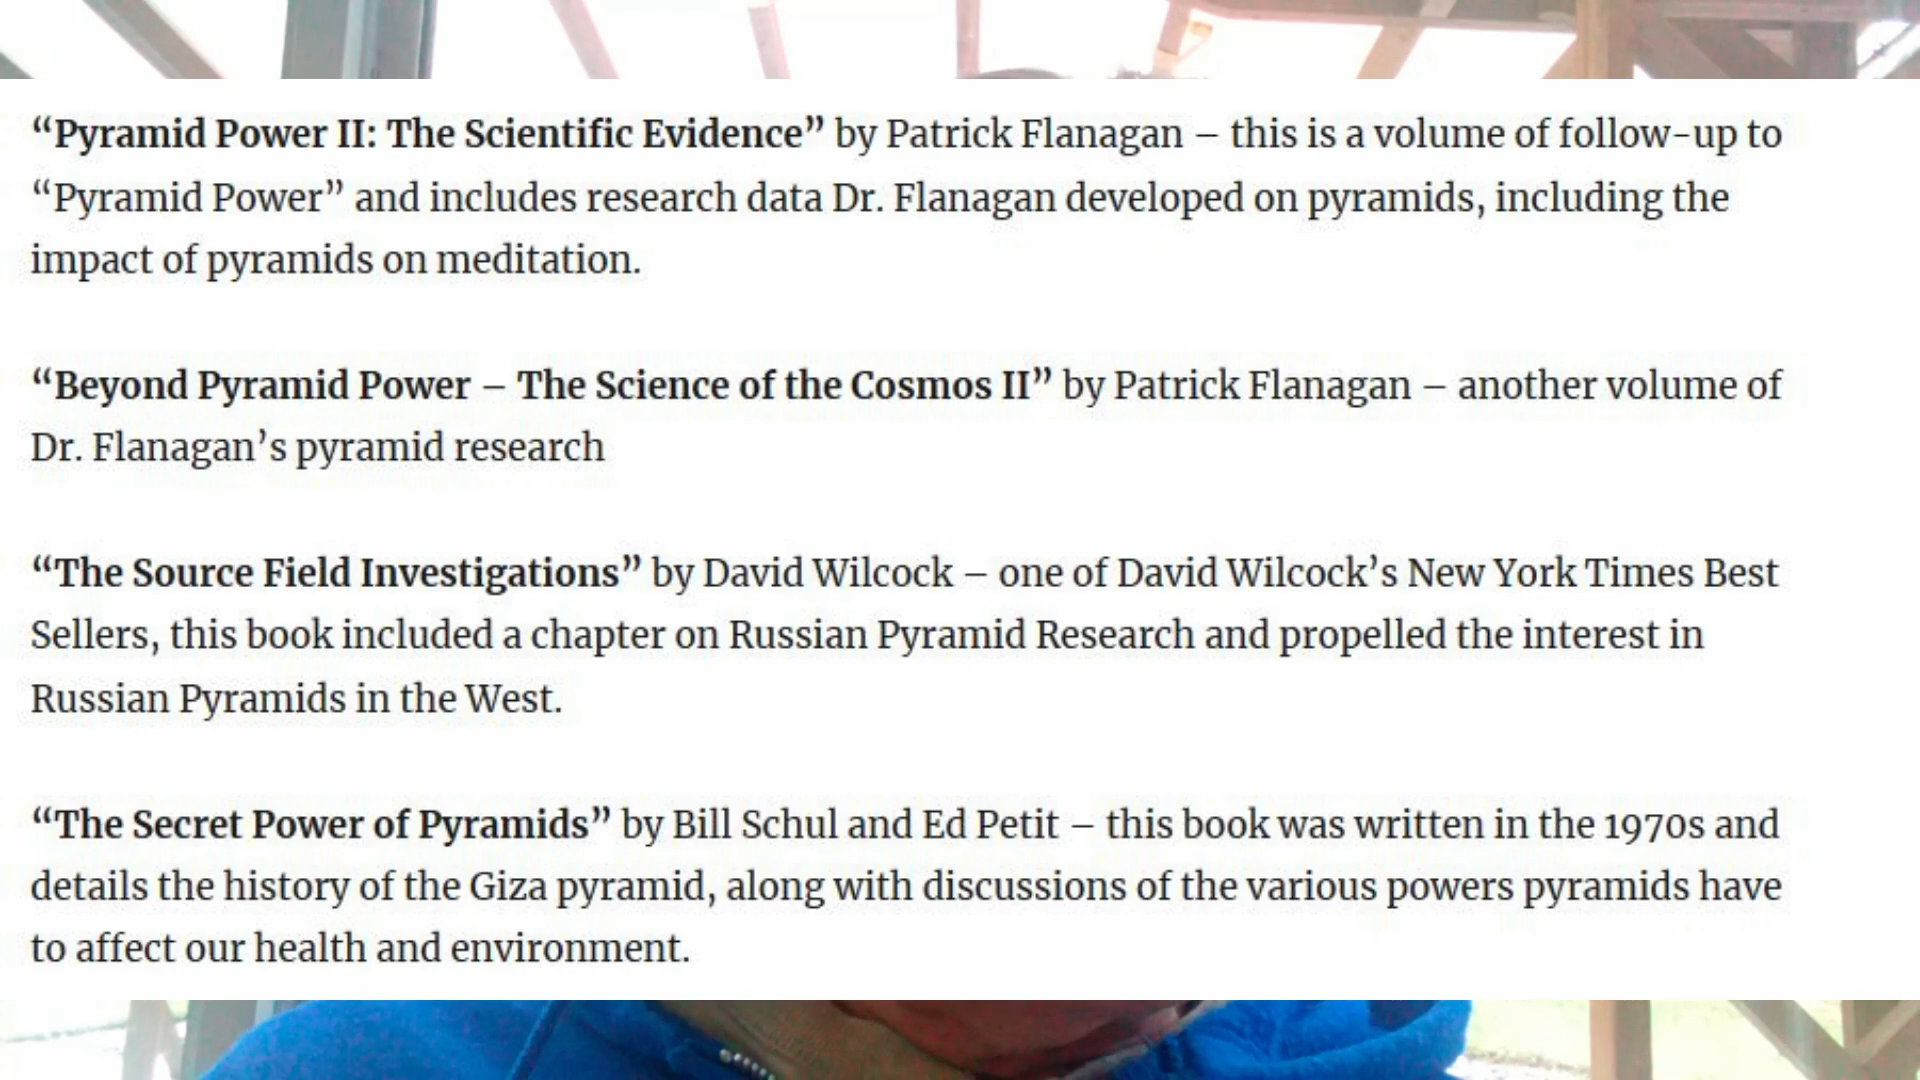 “Pyramid Power II: The Scientific Evidence” by Patrick Flanagan – this is a volume of follow-up to
“Pyramid Power” and includes research data Dr. Flanagan developed on pyramids, including the
impact of pyramids on meditation.
“Beyond Pyramid Power – The Science of the Cosmos II” by Patrick Flanagan – another volume of
Dr. Flanagan’s pyramid research
“The Source Field Investigations” by David Wilcock – one of David Wilcock’s New York Times Best
Sellers, this book included a chapter on Russian Pyramid Research and propelled the interest in
Russian Pyramids in the West.
“The Secret Power of Pyramids” by Bill Schul and Ed Petit – this book was written in the 1970s and
details the history of the Giza pyramid, along with discussions of the various powers pyramids have
to affect our health and environment.